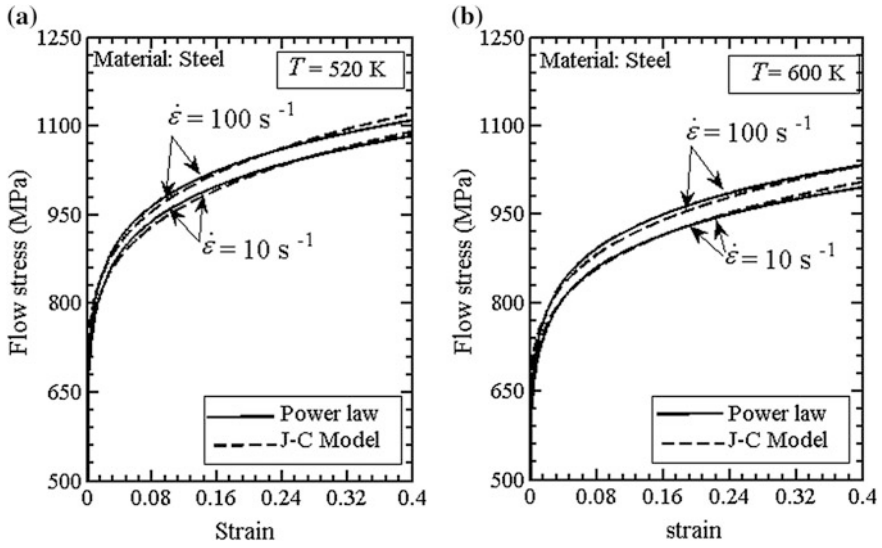 (a)
1250
Material: Steel
T = 520 K
ε̇ = 100 s -1
1100
950
ε̇ = 10 s -1
800
650
Power law
J-C Model
500
0 0.08 0.16 0.24 0.32 0.4
Strain
Flow stress (MPa)
(b)
1250
Material: Steel
T = 600 K
ε̇ = 100 s -1
1100
950
ε̇ = 10 s -1
800
650
Power law
J-C Model
500
0 0.08 0.16 0.24 0.32 0.4
strain
Flow stress (MPa)